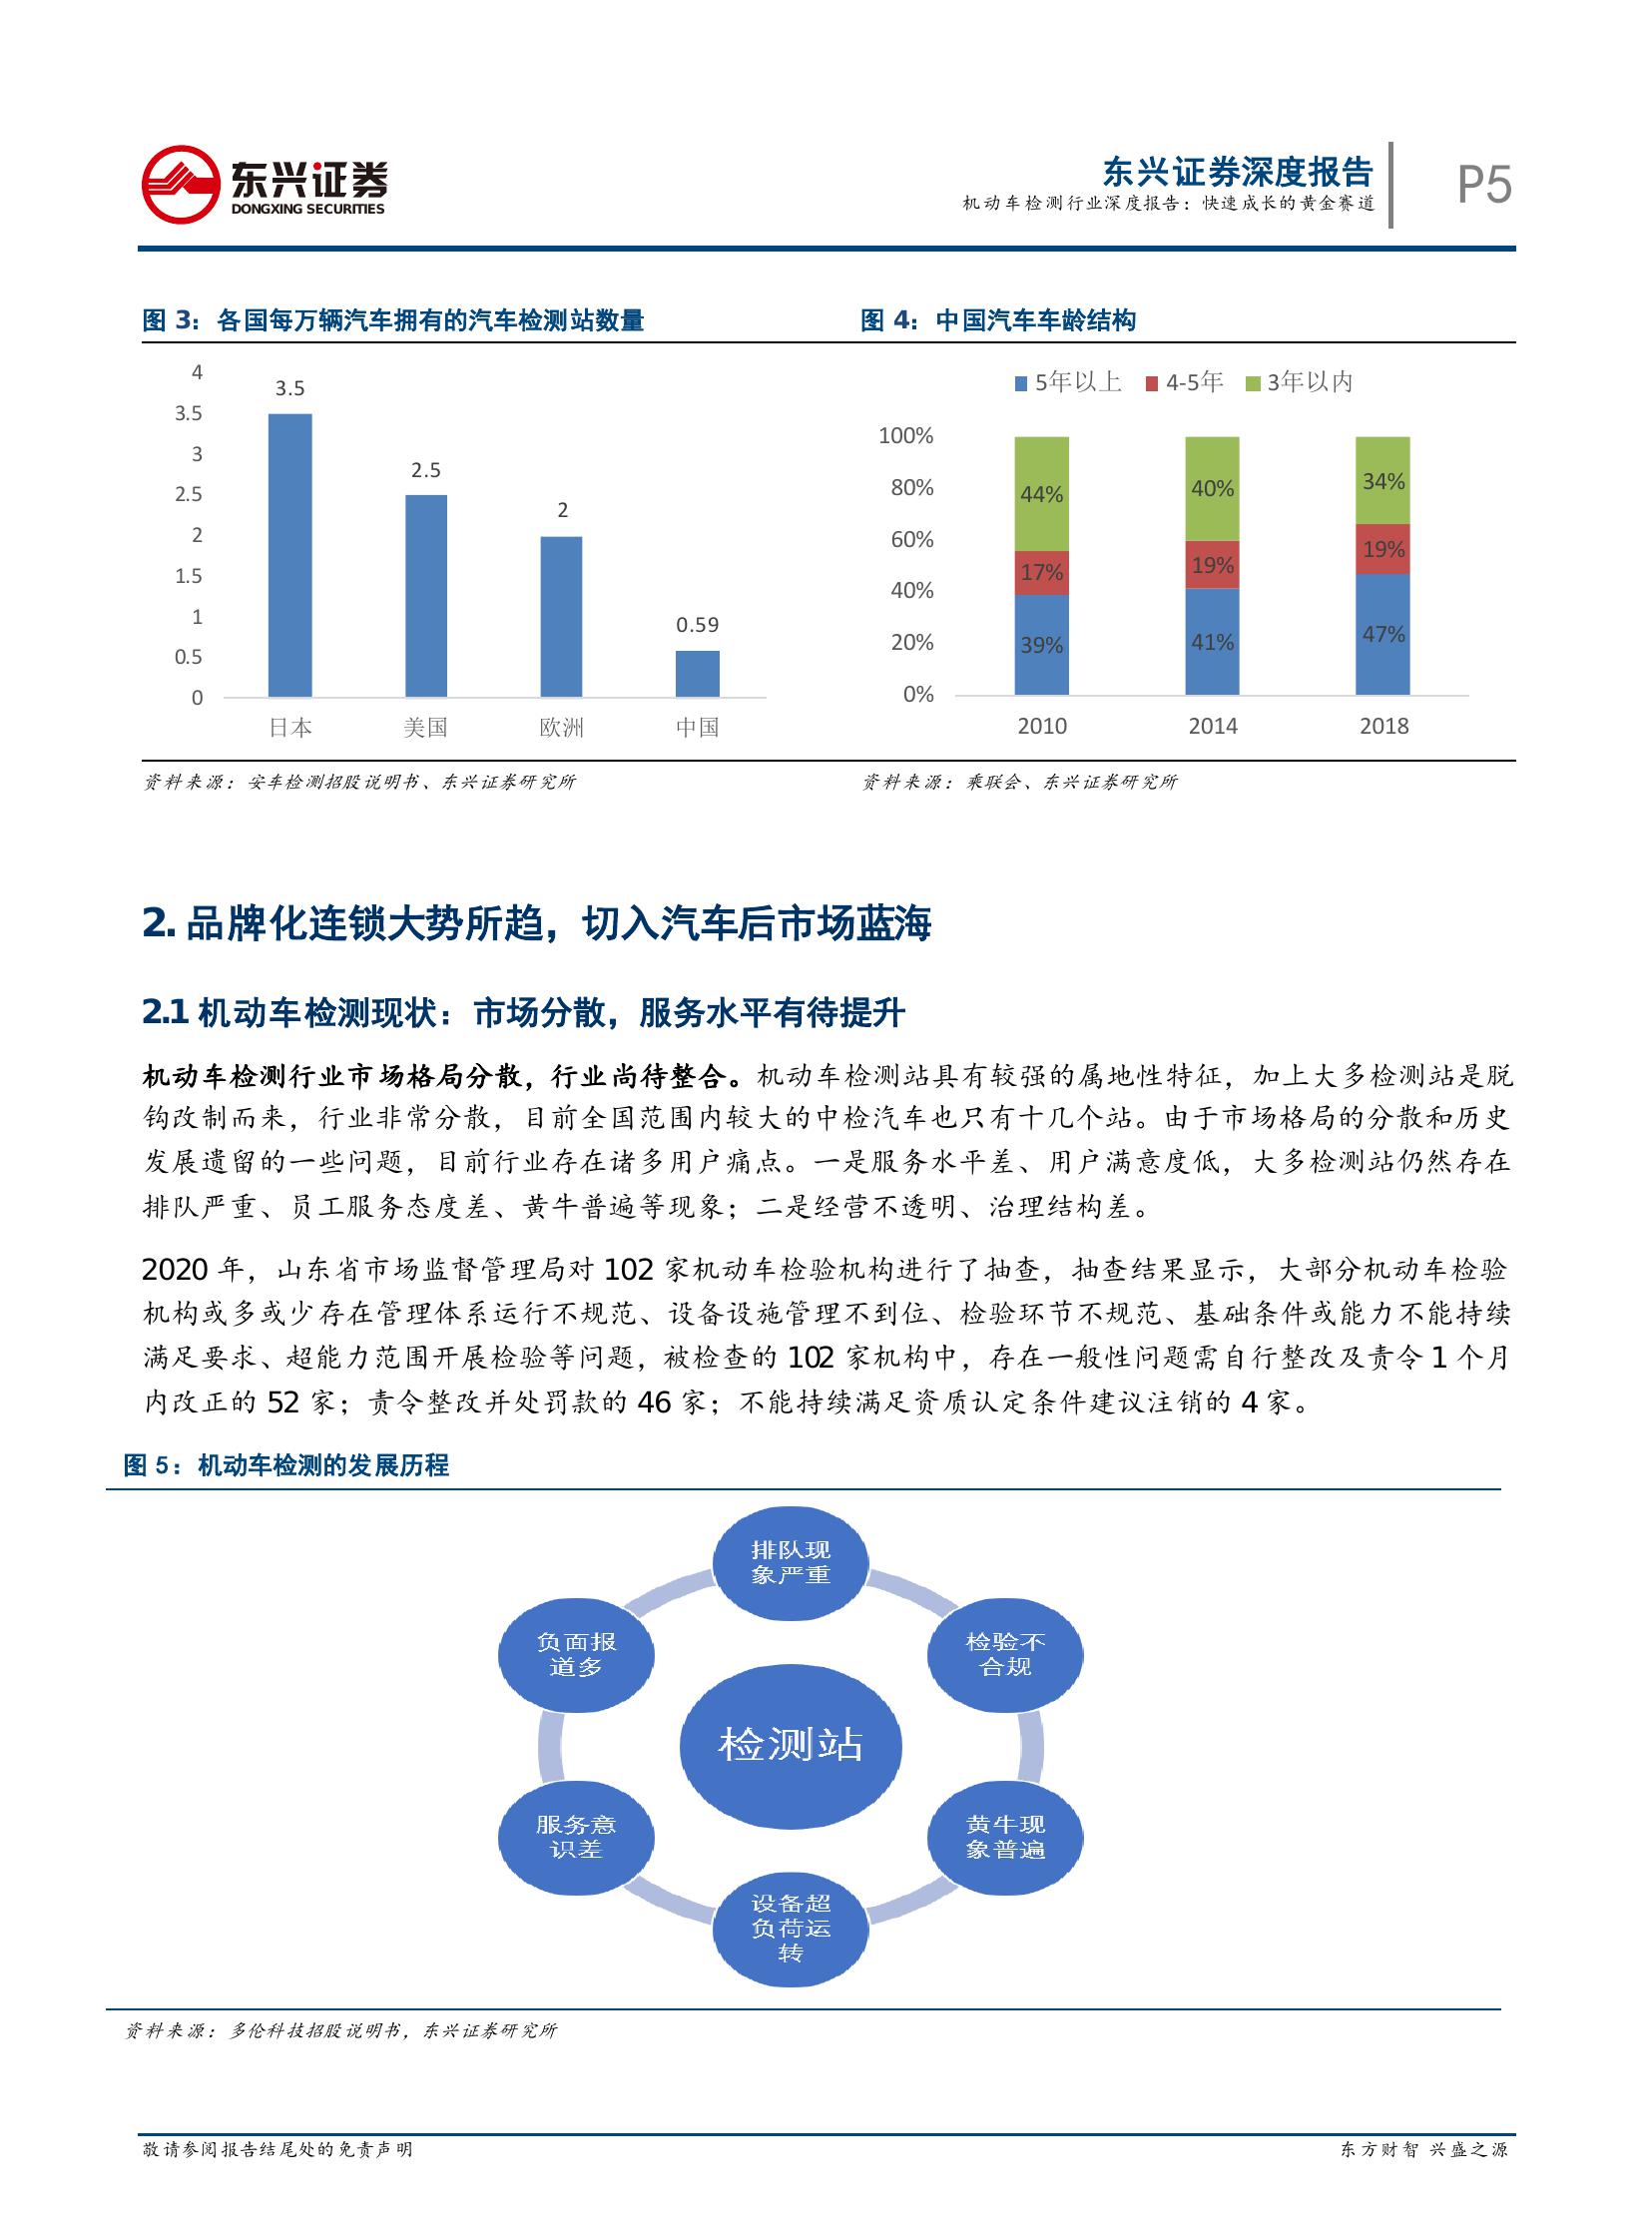 东兴证券
DONGXING SECURITIES
东兴证券深度报告
机动车检测行业深度报告：快速成长的黄金赛道
P5
图 3：各国每万辆汽车拥有的汽车检测站数量
4
3.5
3
2.5
2
1.5
1
0.5
0
3.5
2.5
2
0.59
日本
美国
欧洲
中国
资料来源：安车检测招股说明书、东兴证券研究所
图 4：中国汽车车龄结构
5年以上 4-5年 3年以内
100%
80%
60%
40%
20%
0%
44%
17%
39%
40%
19%
41%
34%
19%
47%
2010
2014
2018
资料来源：乘联会、东兴证券研究所
2. 品牌化连锁大势所趋，切入汽车后市场蓝海
2.1 机动车检测现状：市场分散，服务水平有待提升
机动车检测行业市场格局分散，行业尚待整合。机动车检测站具有较强的属地性特征，加上大多检测站是脱
钩改制而来，行业非常分散，目前全国范围内较大的中检汽车也只有十几个站。由于市场格局的分散和历史
发展遗留的一些问题，目前行业存在诸多用户痛点。一是服务水平差、用户满意度低，大多检测站仍然存在
排队严重、员工服务态度差、黄牛普遍等现象；二是经营不透明、治理结构差。
2020 年，山东省市场监督管理局对 102 家机动车检验机构进行了抽查，抽查结果显示，大部分机动车检验
机构或多或少存在管理体系运行不规范、设备设施管理不到位、检验环节不规范、基础条件或能力不能持续
满足要求、超能力范围开展检验等问题，被检查的 102 家机构中，存在一般性问题需自行整改及责令 1 个月
内改正的 52 家；责令整改并处罚款的 46 家；不能持续满足资质认定条件建议注销的 4 家。
图 5：机动车检测的发展历程
排队现
象严重
检验不
合规
黄牛现
象普遍
设备超
负荷运
转
服务意
识差
负面报
道多
检测站
资料来源：多伦科技招股说明书，东兴证券研究所
敬请参阅报告结尾处的免责声明
东方财智 兴盛之源